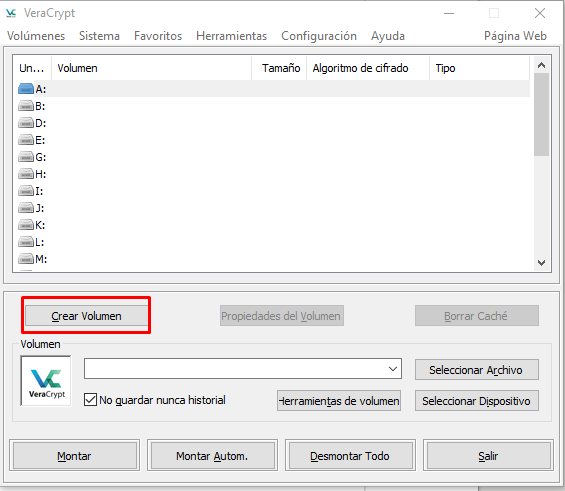 VeraCrypt
Volúmenes Sistema Favoritos Herramientas Configuración Ayuda Página Web
Un... Volumen Tamaño Algoritmo de cifrado Tipo
A:
B:
D:
E:
G:
H:
I:
J:
K:
L:
M:
Crear Volumen Propiedades del Volumen Borrar Caché
Volumen
VeraCrypt
Seleccionar Archivo
No guardar nunca historial Herramientas de volumen Seleccionar Dispositivo
Montar Montar Autom. Desmontar Todo Salir